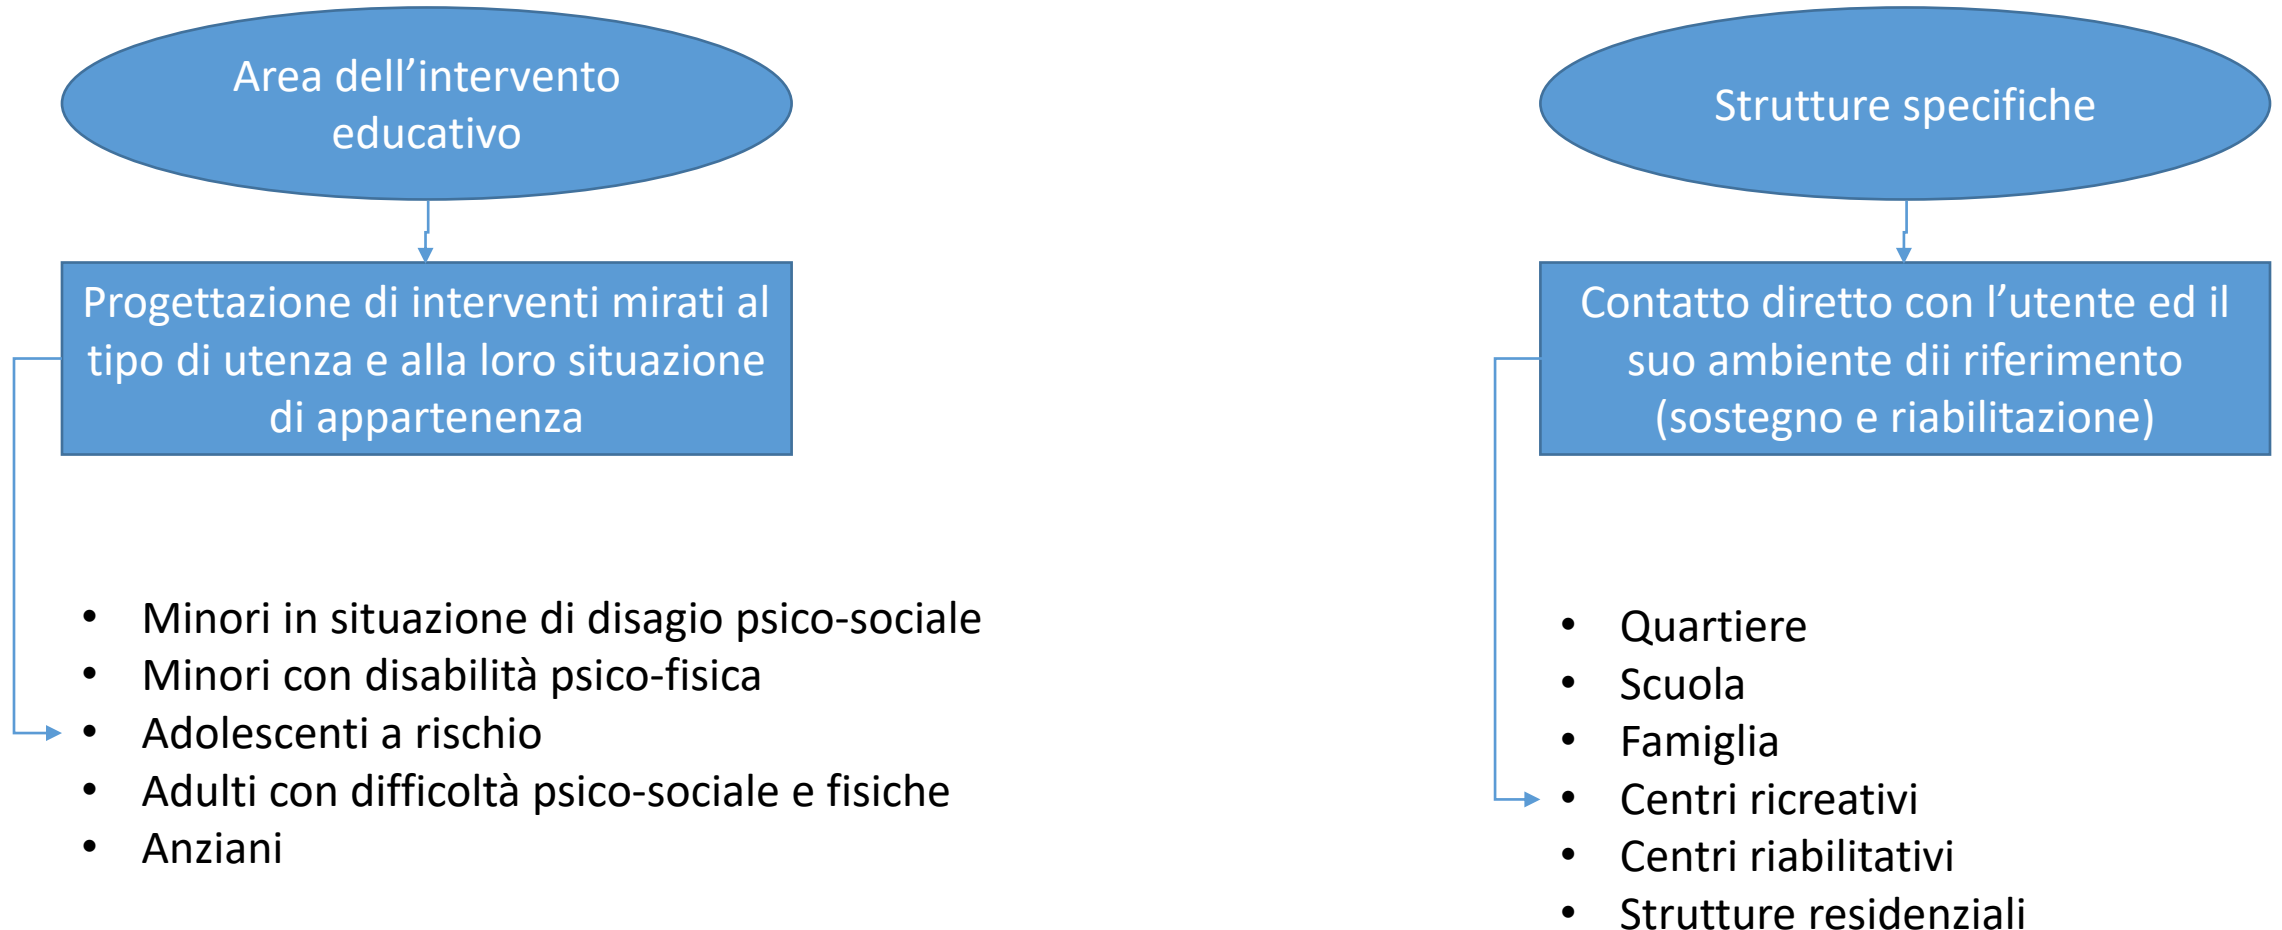 Area dell’intervento
educativo
Progettazione di interventi mirati al
tipo di utenza e alla loro situazione
di appartenenza
• Minori in situazione di disagio psico-sociale
• Minori con disabilità psico-fisica
• Adolescenti a rischio
• Adulti con difficoltà psico-sociale e fisiche
• Anziani
Strutture specifiche
Contatto diretto con l’utente ed il
suo ambiente dii riferimento
(sostegno e riabilitazione)
• Quartiere
• Scuola
• Famiglia
• Centri ricreativi
• Centri riabilitativi
• Strutture residenziali